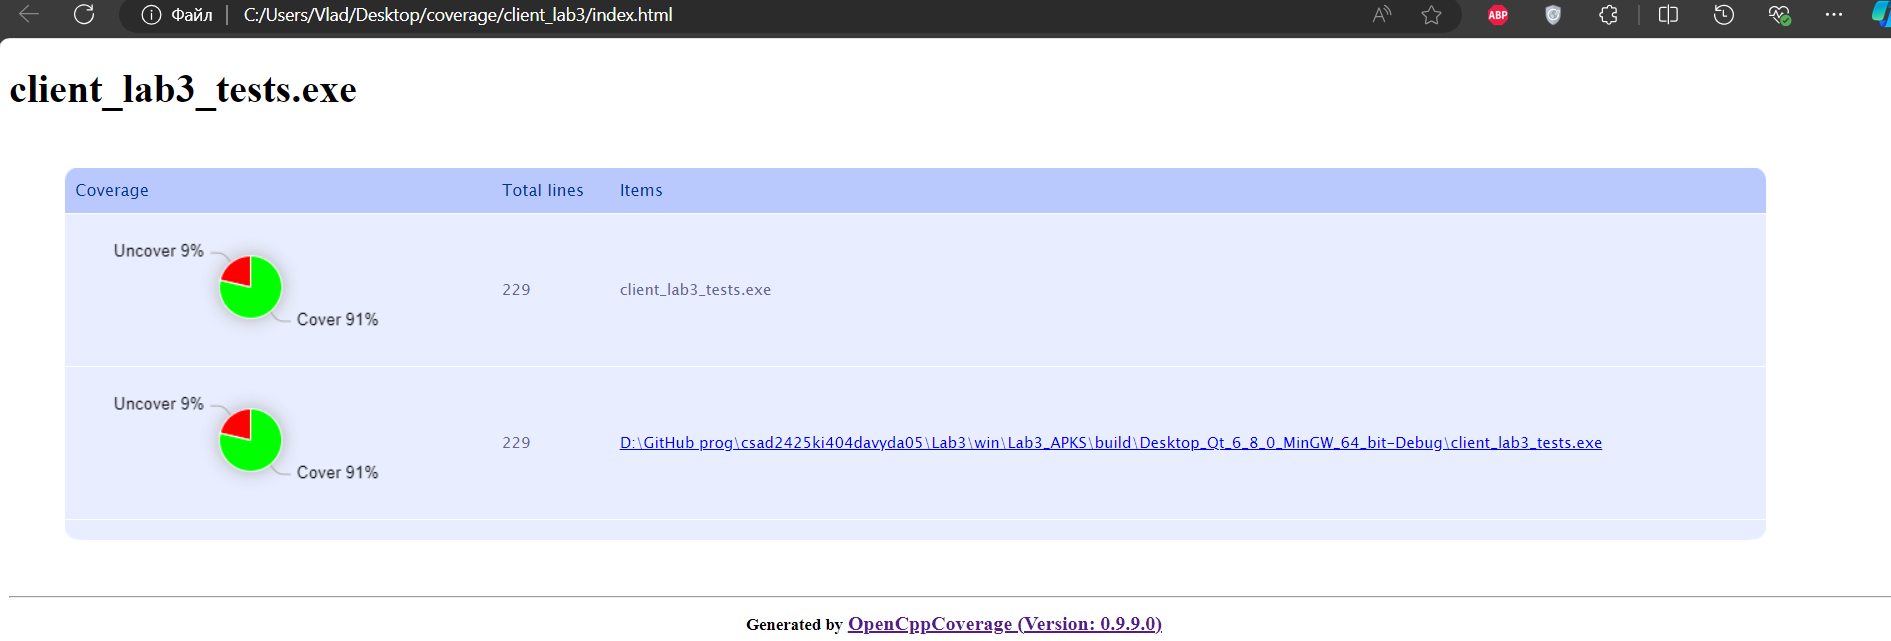 Файл | C:/Users/Vlad/Desktop/coverage/client_lab3/index.html
ABP
client_lab3_tests.exe
Coverage Total lines Items
Uncover 9%
Cover 91%
229 client_lab3_tests.exe
Uncover 9%
Cover 91%
229 D:\GitHub prog\csad2425ki404davyda05\Lab3\win\Lab3_APKS\build\Desktop_Qt_6_8_0_MinGW_64_bit-Debug\client_lab3_tests.exe
Generated by OpenCppCoverage (Version: 0.9.9.0)